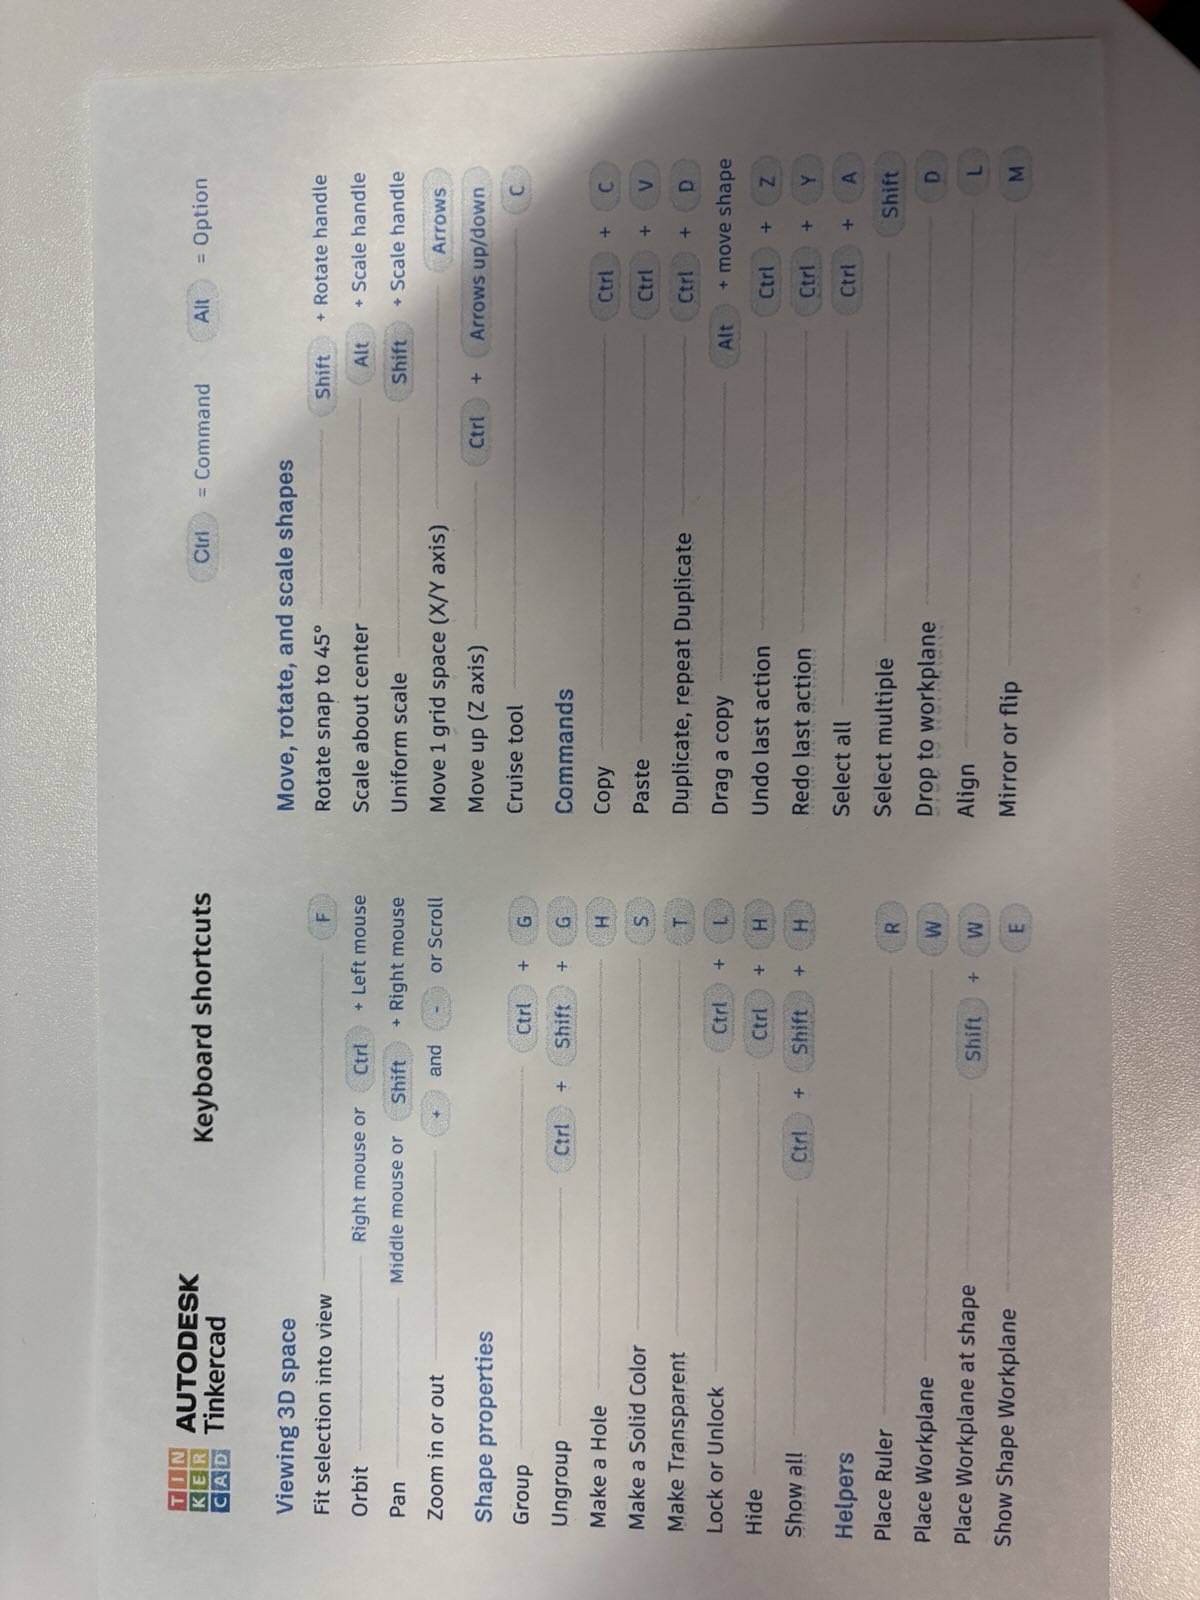 TIN
KER
CAD
AUTODESK
Tinkercad
Keyboard shortcuts
Ctrl = Command Alt = Option
Viewing 3D space
Fit selection into view F
Orbit Right mouse or Ctrl + Left mouse
Pan Middle mouse or Shift + Right mouse
Zoom in or out + and - or Scroll
Shape properties
Group Ctrl + G
Ungroup Ctrl + Shift + G
Make a Hole H
Make a Solid Color S
Make Transparent T
Lock or Unlock Ctrl + L
Hide Ctrl + H
Show all Ctrl + Shift + H
Helpers
Place Ruler R
Place Workplane W
Place Workplane at shape Shift + W
Show Shape Workplane E
Move, rotate, and scale shapes
Rotate snap to 45° Shift + Rotate handle
Scale about center Alt + Scale handle
Uniform scale Shift + Scale handle
Move 1 grid space (X/Y axis) Arrows
Move up (Z axis) Ctrl + Arrows up/down
Cruise tool C
Commands
Copy Ctrl + C
Paste Ctrl + V
Duplicate, repeat Duplicate Ctrl + D
Drag a copy Alt + move shape
Undo last action Ctrl + Z
Redo last action Ctrl + Y
Select all Ctrl + A
Select multiple Shift
Drop to workplane D
Align L
Mirror or flip M